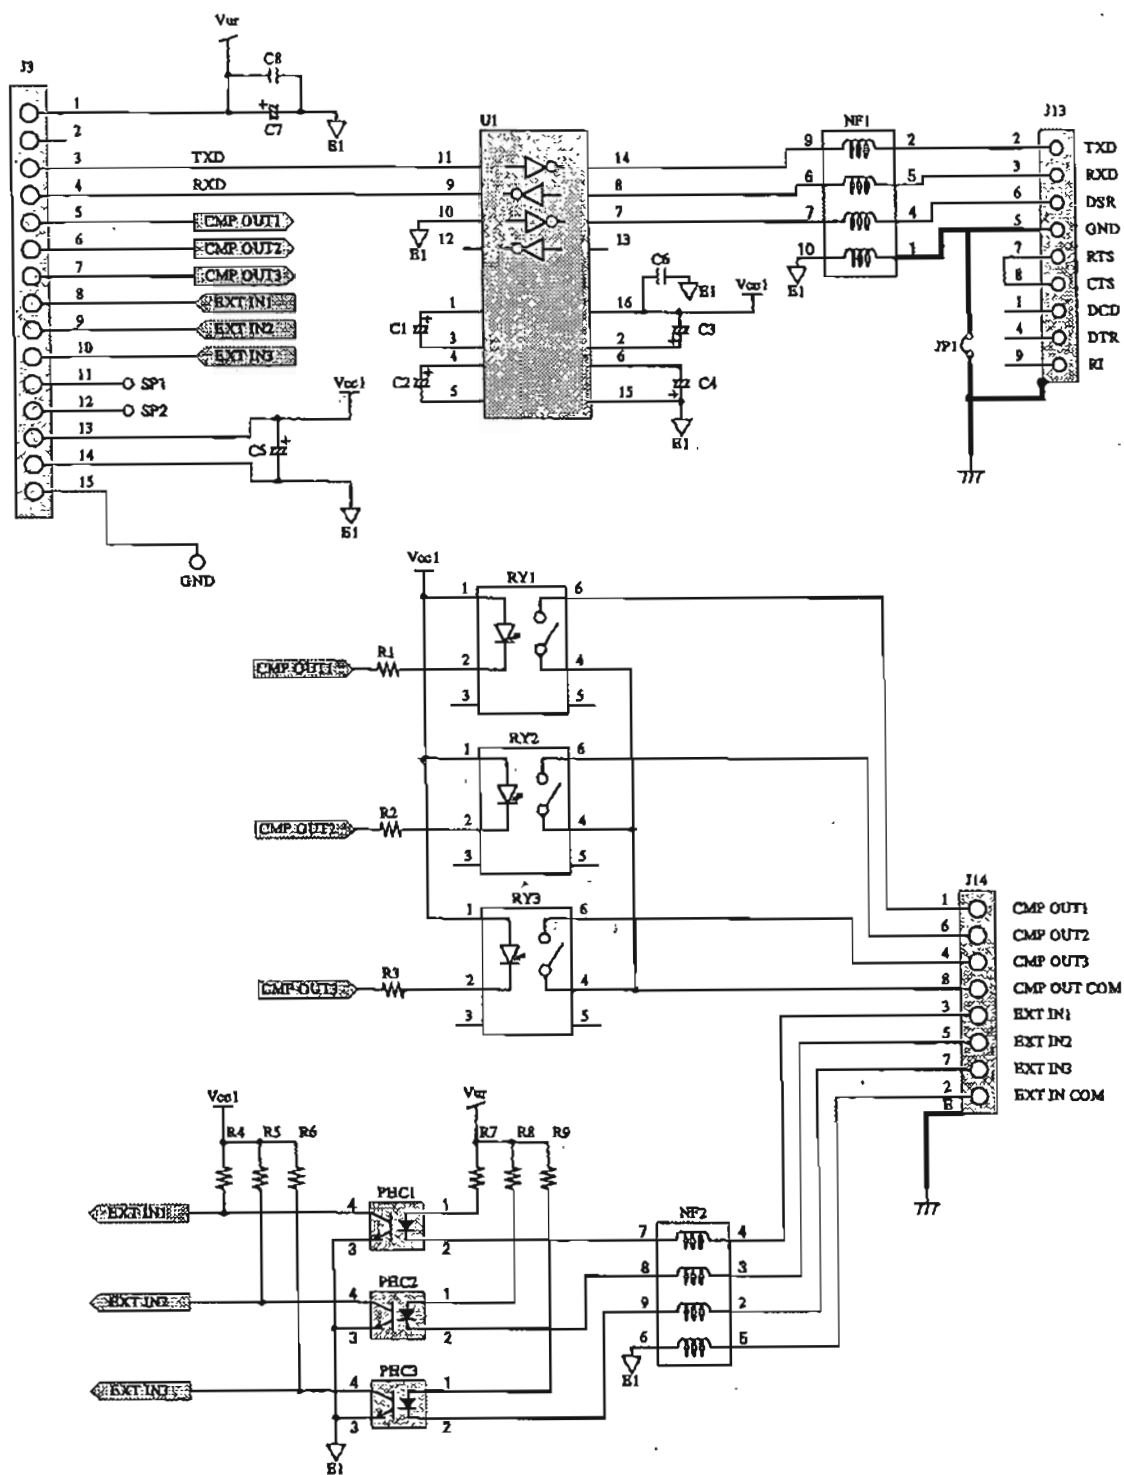 Vur
J3
C8
C7
E1
1
2
3 TXD
4 RXD
5 CMP OUT1
6 CMP OUT2
7 CMP OUT3
8 EXT IN1
9 EXT IN2
10 EXT IN3
11 SP1
12 SP2
13
14
15
Vcc1
C5
E1
GND
U1
11 14
9 8
10 7
12 13
E1
1 16
3 2
4 6
5 15
C1
C2
C6
E1
Vcc1
C3
C4
E1
NF1
9 2
6 5
7 4
10 1
E1
J13
2 TXD
3 RXD
6 DSR
5 GND
7 RTS
8 CTS
1 DCD
4 DTR
9 RI
JP1
Vcc1
RY1
1 6
CMP OUT1 R1 2 4
3 5
RY2
1 6
CMP OUT2 R2 2 4
3 5
RY3
1 6
CMP OUT3 R3 2 4
3 5
J14
1 CMP OUT1
6 CMP OUT2
4 CMP OUT3
8 CMP OUT COM
3 EXT IN1
5 EXT IN2
7 EXT IN3
2 EXT IN COM
E
Vcc1
R4 R5 R6
Vur
R7 R8 R9
EXT IN1 4 PHC1 1
3 2
EXT IN2 4 PHC2 1
3 2
EXT IN3 4 PHC3 1
3 2
E1
NF2
7 4
8 3
9 2
6 5
E1